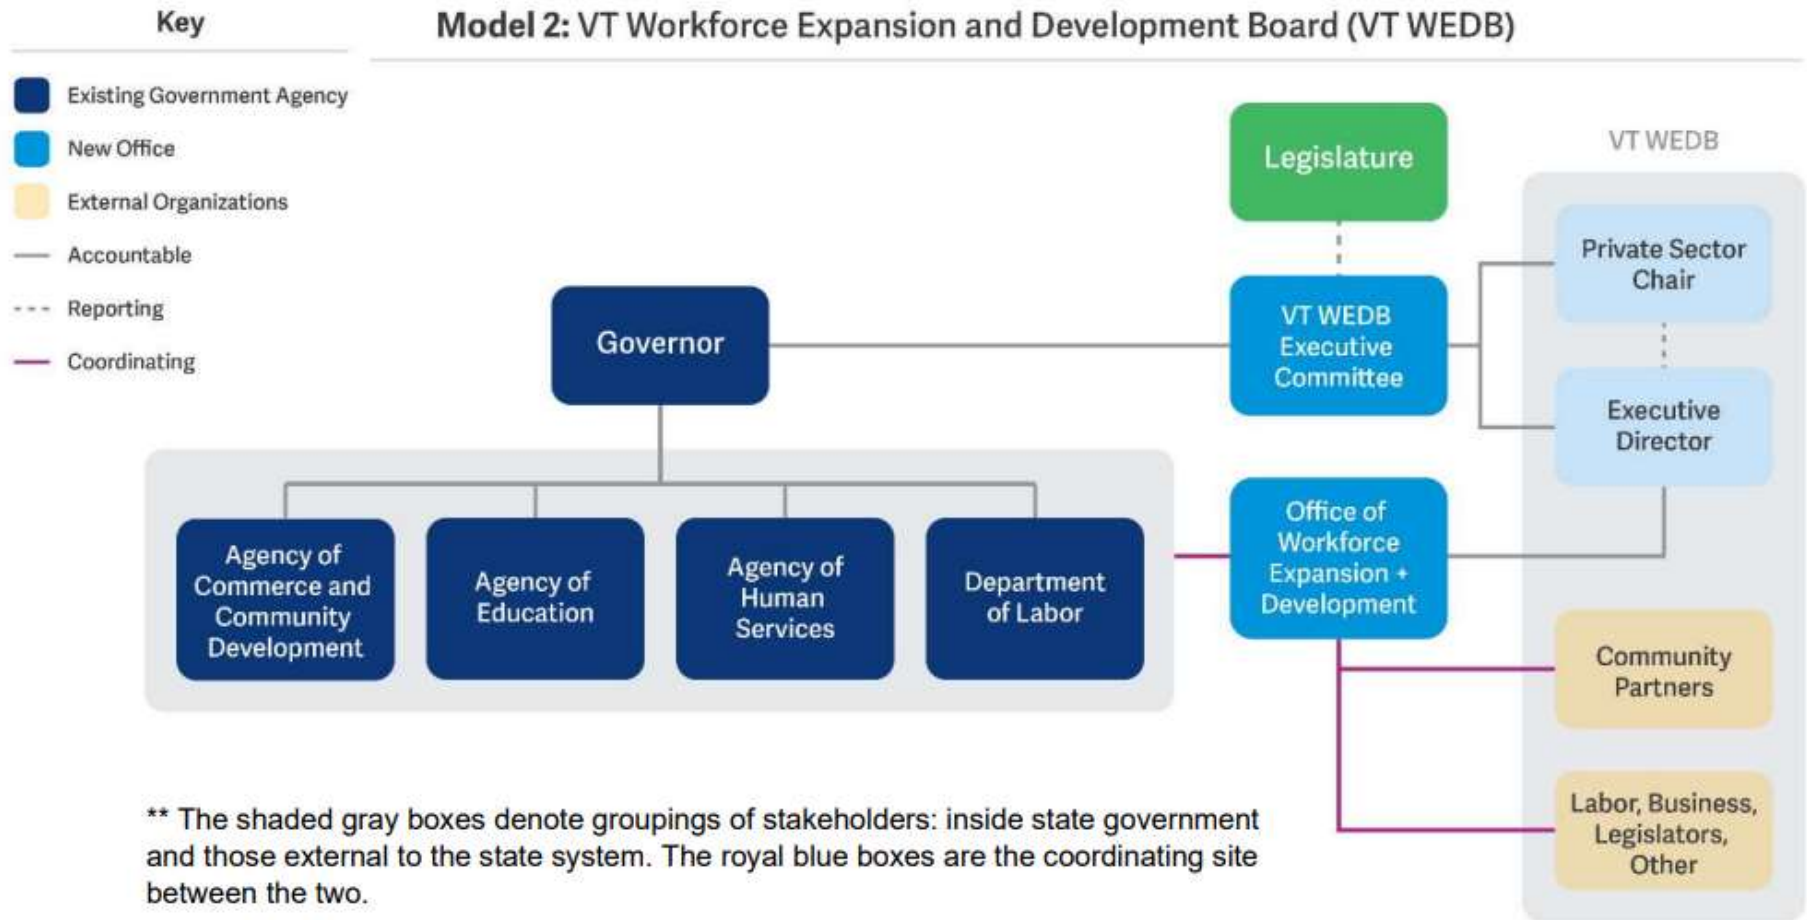 Key
Model 2: VT Workforce Expansion and Development Board (VT WEDB)
Existing Government Agency
New Office
External Organizations
Accountable
Reporting
Coordinating
Legislature
VT WEDB
Private Sector
Chair
Governor
VT WEDB
Executive
Committee
Executive
Director
Agency of
Commerce and
Community
Development
Agency of
Education
Agency of
Human
Services
Department
of Labor
Office of
Workforce
Expansion +
Development
Community
Partners
Labor, Business,
Legislators,
Other
** The shaded gray boxes denote groupings of stakeholders: inside state government
and those external to the state system. The royal blue boxes are the coordinating site
between the two.